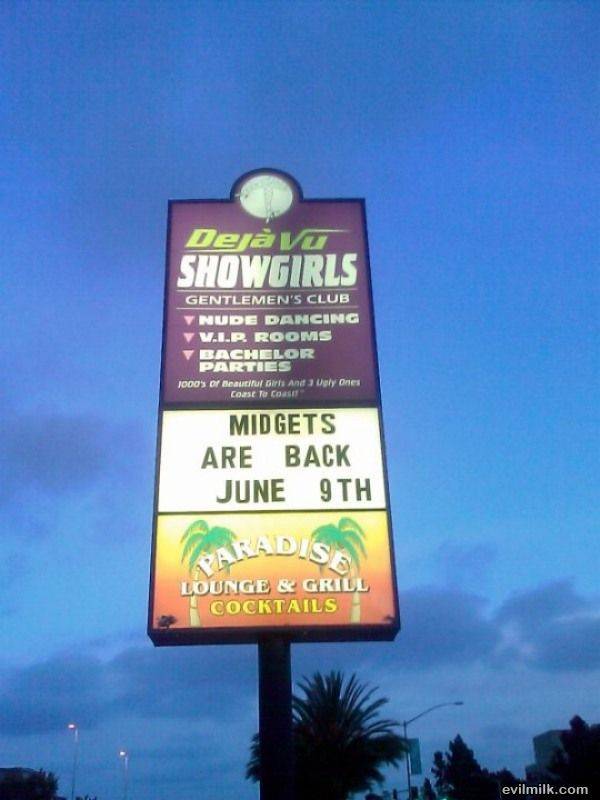 Dejà Vu
SHOWGIRLS
GENTLEMEN'S CLUB
NUDE DANCING
V.I.P. ROOMS
BACHELOR
PARTIES
1000's Of Beautiful Girls And 3 Ugly Ones
Coast To Coast!
MIDGETS
ARE BACK
JUNE 9TH
PARADISE
LOUNGE & GRILL
COCKTAILS
evilmilk.com